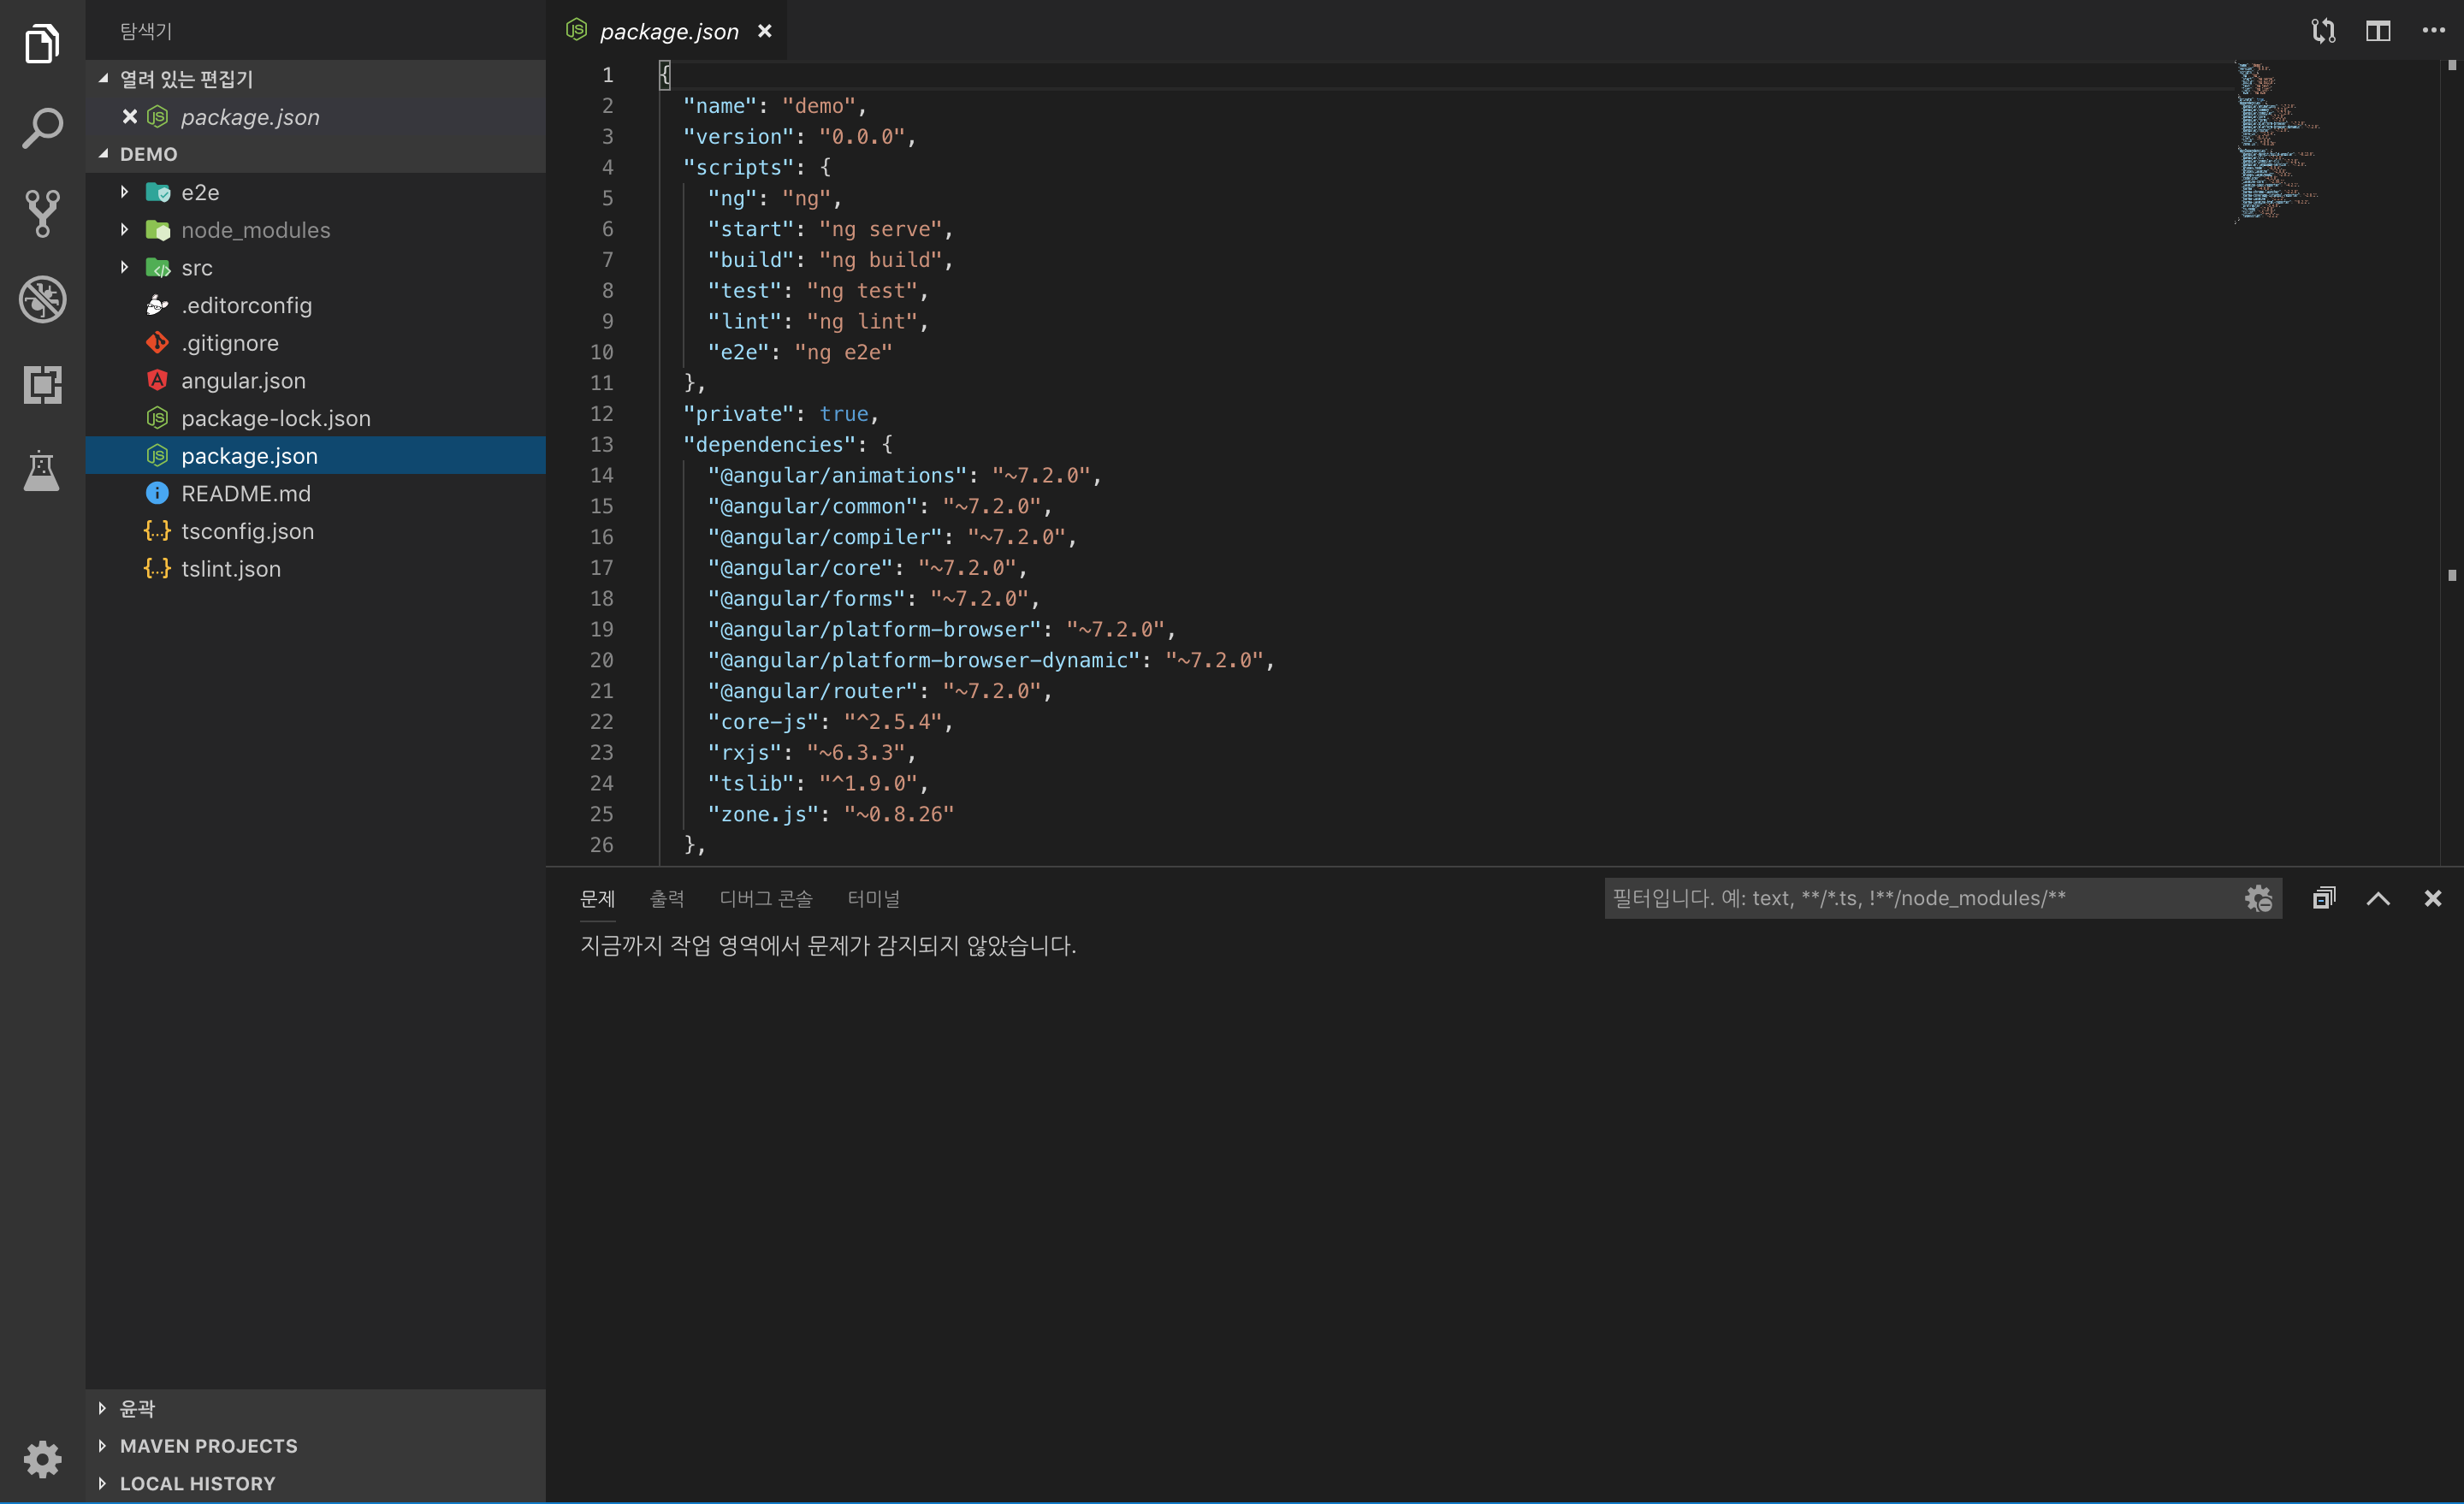 탐색기
열려 있는 편집기
package.json
DEMO
e2e
node_modules
src
.editorconfig
.gitignore
angular.json
package-lock.json
package.json
README.md
tsconfig.json
tslint.json
윤곽
MAVEN PROJECTS
LOCAL HISTORY
package.json
1 {
2 "name": "demo",
3 "version": "0.0.0",
4 "scripts": {
5 "ng": "ng",
6 "start": "ng serve",
7 "build": "ng build",
8 "test": "ng test",
9 "lint": "ng lint",
10 "e2e": "ng e2e"
11 },
12 "private": true,
13 "dependencies": {
14 "@angular/animations": "~7.2.0",
15 "@angular/common": "~7.2.0",
16 "@angular/compiler": "~7.2.0",
17 "@angular/core": "~7.2.0",
18 "@angular/forms": "~7.2.0",
19 "@angular/platform-browser": "~7.2.0",
20 "@angular/platform-browser-dynamic": "~7.2.0",
21 "@angular/router": "~7.2.0",
22 "core-js": "^2.5.4",
23 "rxjs": "~6.3.3",
24 "tslib": "^1.9.0",
25 "zone.js": "~0.8.26"
26 },
문제 출력 디버그 콘솔 터미널 필터입니다. 예: text, **/*.ts, !**/node_modules/**
지금까지 작업 영역에서 문제가 감지되지 않았습니다.